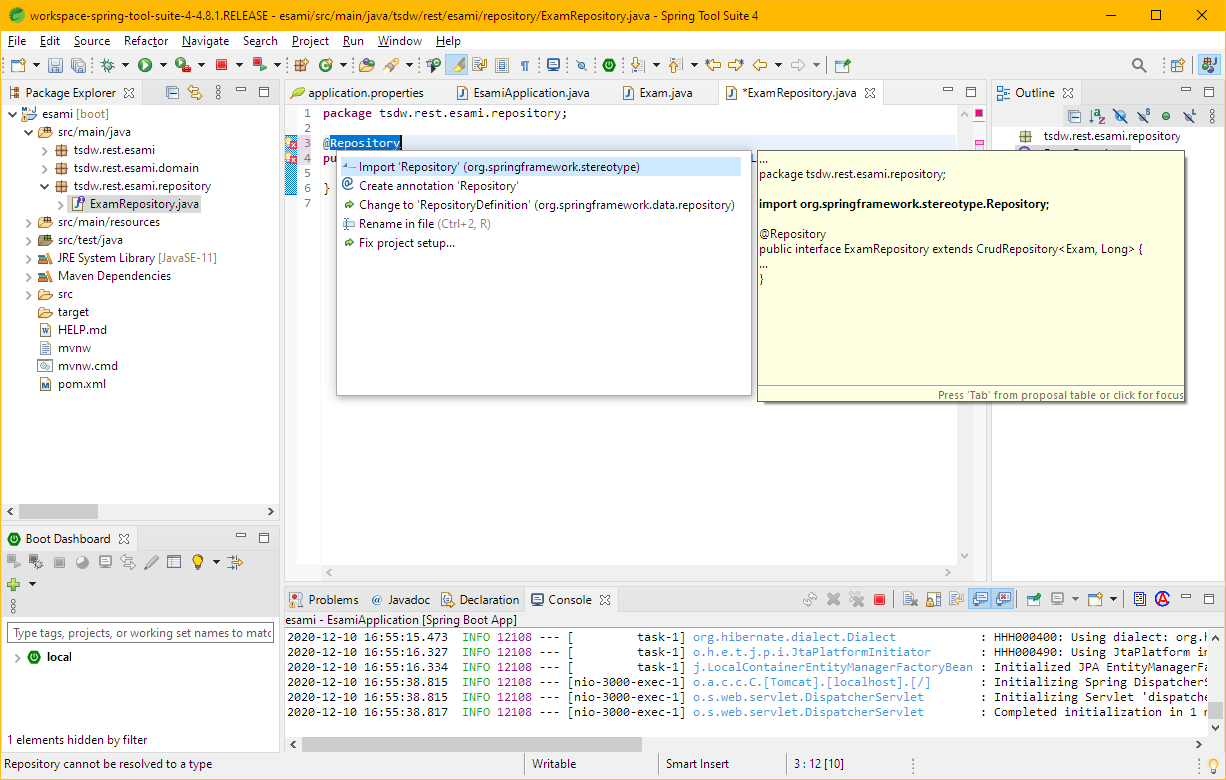 workspace-spring-tool-suite-4-4.8.1.RELEASE - esami/src/main/java/tsdw/rest/esami/repository/ExamRepository.java - Spring Tool Suite 4
File Edit Source Refactor Navigate Search Project Run Window Help
Package Explorer
esami [boot]
src/main/java
tsdw.rest.esami
tsdw.rest.esami.domain
tsdw.rest.esami.repository
ExamRepository.java
src/main/resources
src/test/java
JRE System Library [JavaSE-11]
Maven Dependencies
src
target
HELP.md
mvnw
mvnw.cmd
pom.xml
application.properties EsamiApplication.java Exam.java *ExamRepository.java
1 package tsdw.rest.esami.repository;
2
3 @Repository
4 pu
5
6 }
7
Import 'Repository' (org.springframework.stereotype)
Create annotation 'Repository'
Change to 'RepositoryDefinition' (org.springframework.data.repository)
Rename in file (Ctrl+2, R)
Fix project setup...
...
package tsdw.rest.esami.repository;
import org.springframework.stereotype.Repository;
@Repository
public interface ExamRepository extends CrudRepository<Exam, Long> {
...
}
Press 'Tab' from proposal table or click for focus
Outline
tsdw.rest.esami.repository
Boot Dashboard
Type tags, projects, or working set names to matc
local
1 elements hidden by filter
Problems Javadoc Declaration Console
esami - EsamiApplication [Spring Boot App]
2020-12-10 16:55:15.473 INFO 12108 --- [ task-1] org.hibernate.dialect.Dialect : HHH000400: Using dialect: org.h
2020-12-10 16:55:16.327 INFO 12108 --- [ task-1] o.h.e.t.j.p.i.JtaPlatformInitiator : HHH000490: Using JtaPlatform in
2020-12-10 16:55:16.334 INFO 12108 --- [ task-1] j.LocalContainerEntityManagerFactoryBean : Initialized JPA EntityManagerFa
2020-12-10 16:55:38.815 INFO 12108 --- [nio-3000-exec-1] o.a.c.c.C.[Tomcat].[localhost].[/] : Initializing Spring DispatcherS
2020-12-10 16:55:38.815 INFO 12108 --- [nio-3000-exec-1] o.s.web.servlet.DispatcherServlet : Initializing Servlet 'dispatche
2020-12-10 16:55:38.817 INFO 12108 --- [nio-3000-exec-1] o.s.web.servlet.DispatcherServlet : Completed initialization in 1 m
Repository cannot be resolved to a type
Writable
Smart Insert
3 : 12 [10]